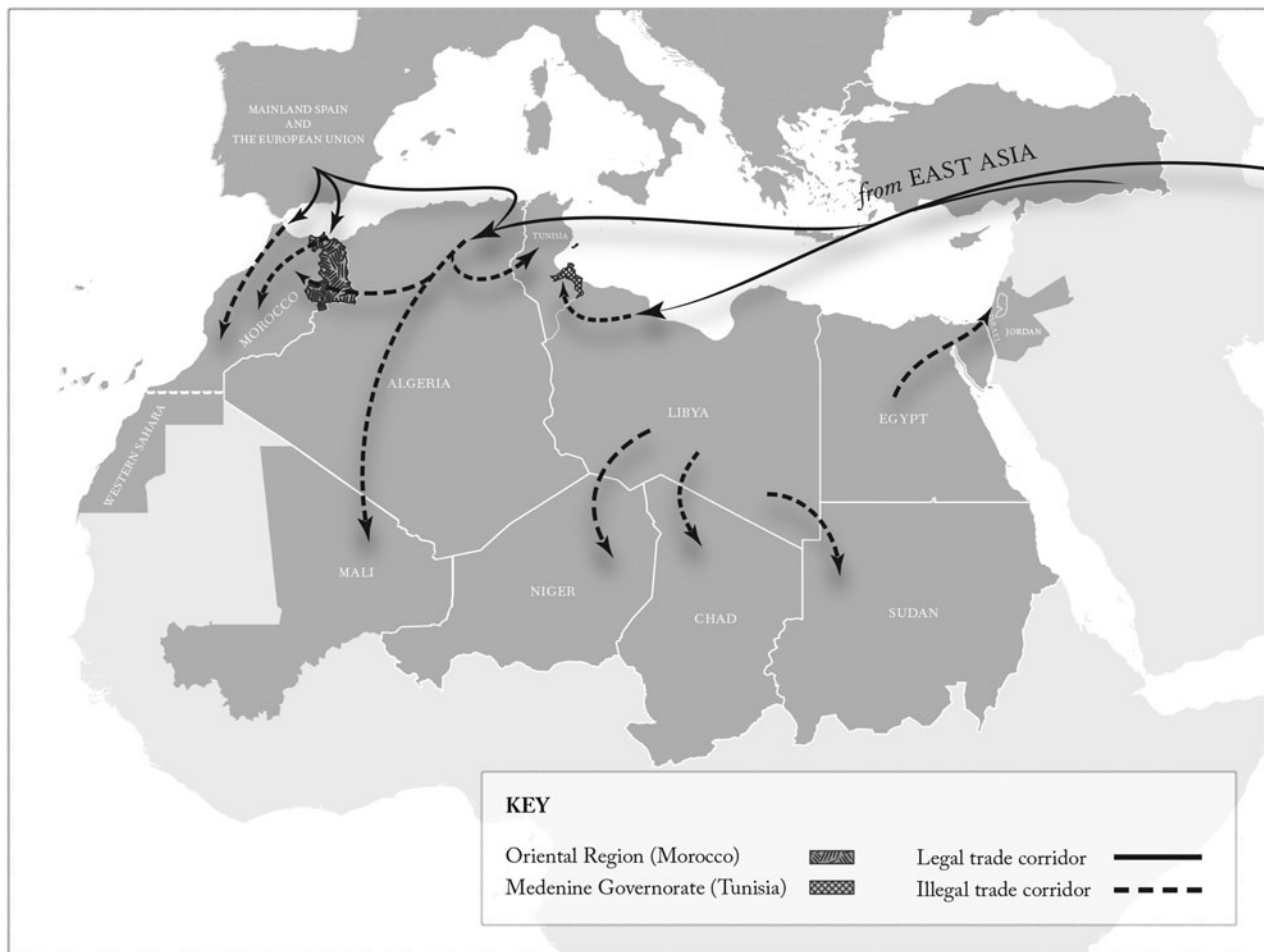 MAINLAND SPAIN
AND
THE EUROPEAN UNION
from EAST ASIA
TUNISIA
MOROCCO
ISRAEL
JORDAN
ALGERIA
LIBYA
EGYPT
WESTERN SAHARA
MALI
NIGER
CHAD
SUDAN
KEY
Oriental Region (Morocco)
Legal trade corridor
Medenine Governorate (Tunisia)
Illegal trade corridor